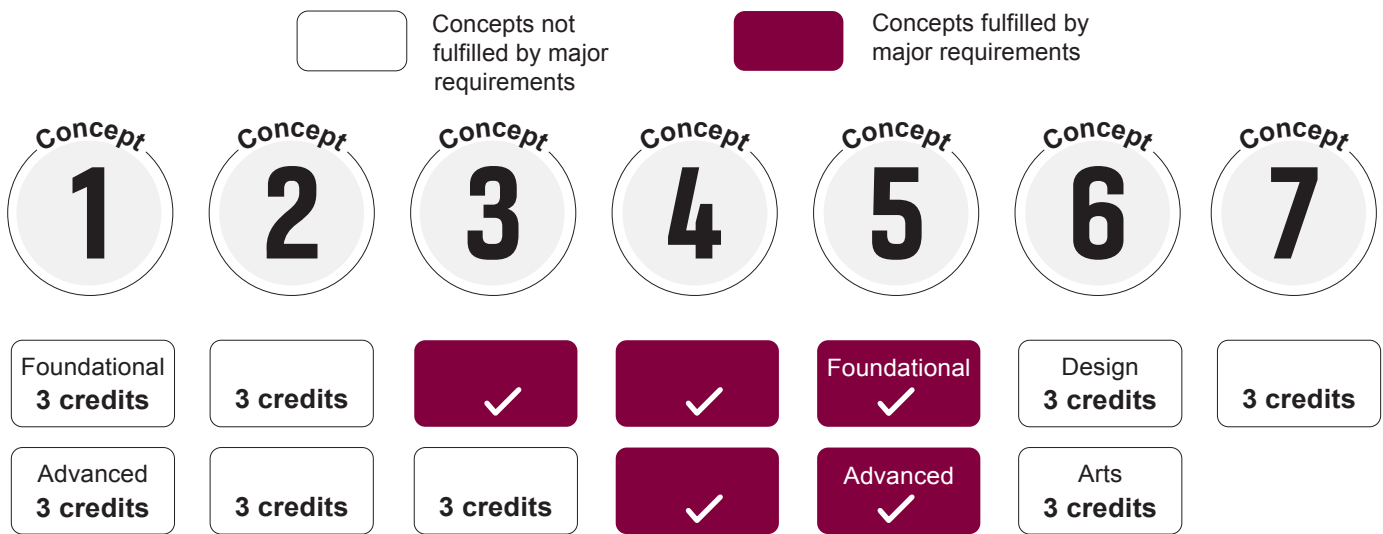 Concepts not
fulfilled by major
requirements
Concepts fulfilled by
major requirements
Concept
1
Concept
2
Concept
3
Concept
4
Concept
5
Concept
6
Concept
7
Foundational
3 credits
3 credits
Foundational
Design
3 credits
3 credits
Advanced
3 credits
3 credits
3 credits
Advanced
Arts
3 credits